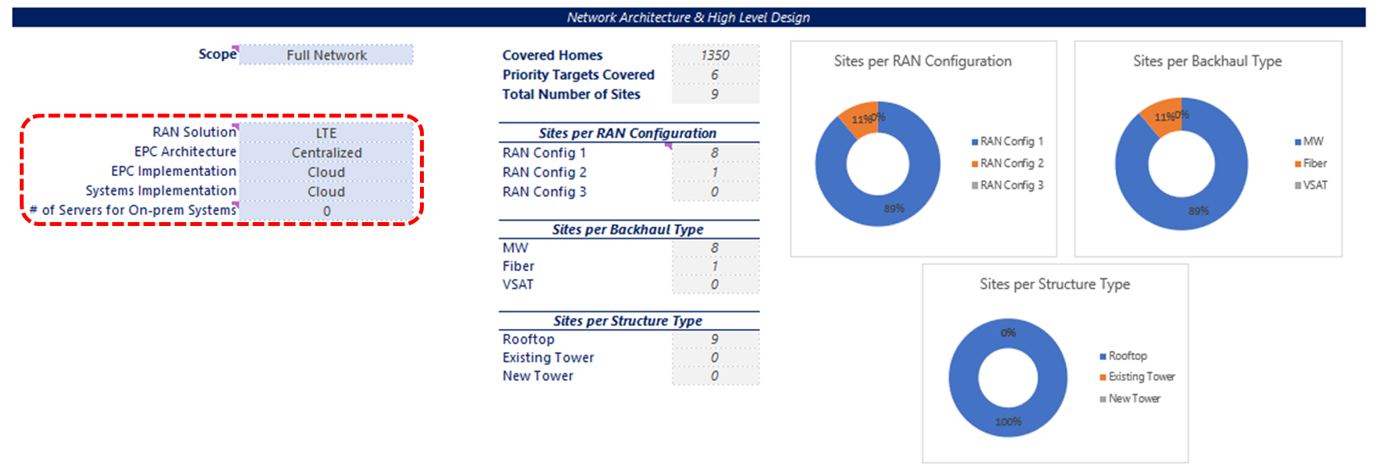 Network Architecture & High Level Design
Scope Full Network
RAN Solution LTE
EPC Architecture Centralized
EPC Implementation Cloud
Systems Implementation Cloud
# of Servers for On-prem Systems 0
Covered Homes 1350
Priority Targets Covered 6
Total Number of Sites 9
Sites per RAN Configuration
RAN Config 1 8
RAN Config 2 1
RAN Config 3 0
Sites per Backhaul Type
MW 8
Fiber 1
VSAT 0
Sites per Structure Type
Rooftop 9
Existing Tower 0
New Tower 0
Sites per RAN Configuration
11% 0%
89%
RAN Config 1
RAN Config 2
RAN Config 3
Sites per Backhaul Type
11% 0%
89%
MW
Fiber
VSAT
Sites per Structure Type
0%
100%
Rooftop
Existing Tower
New Tower